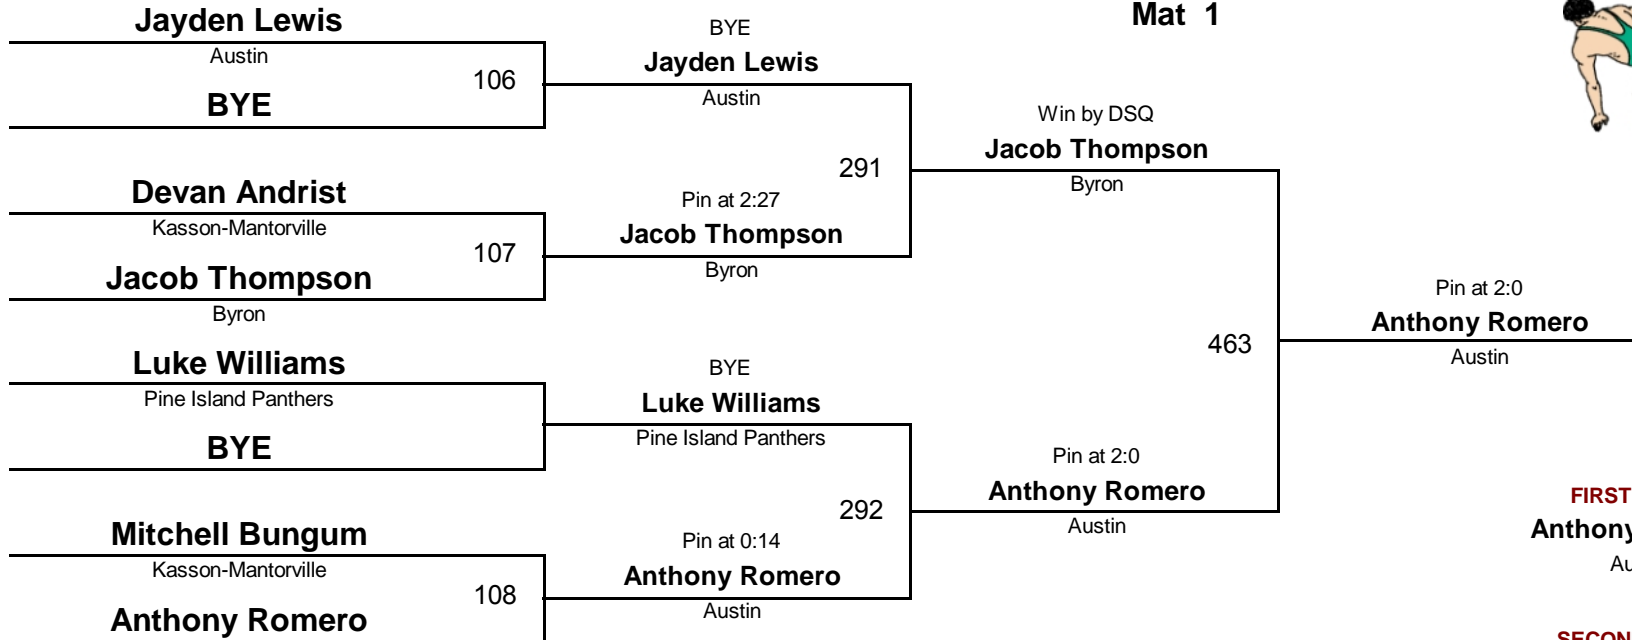 Jayden Lewis
Austin
106
BYE
Devan Andrist
Kasson-Mantorville
107
Jacob Thompson
Byron
Luke Williams
Pine Island Panthers
BYE
Mitchell Bungum
Kasson-Mantorville
108
Anthony Romero
BYE
Jayden Lewis
Austin
291
Pin at 2:27
Jacob Thompson
Byron
BYE
Luke Williams
Pine Island Panthers
292
Pin at 0:14
Anthony Romero
Austin
Mat 1
Win by DSQ
Jacob Thompson
Byron
463
Pin at 2:0
Anthony Romero
Austin
Pin at 2:0
Anthony Romero
Austin
FIRST
Anthony
Au
SECON